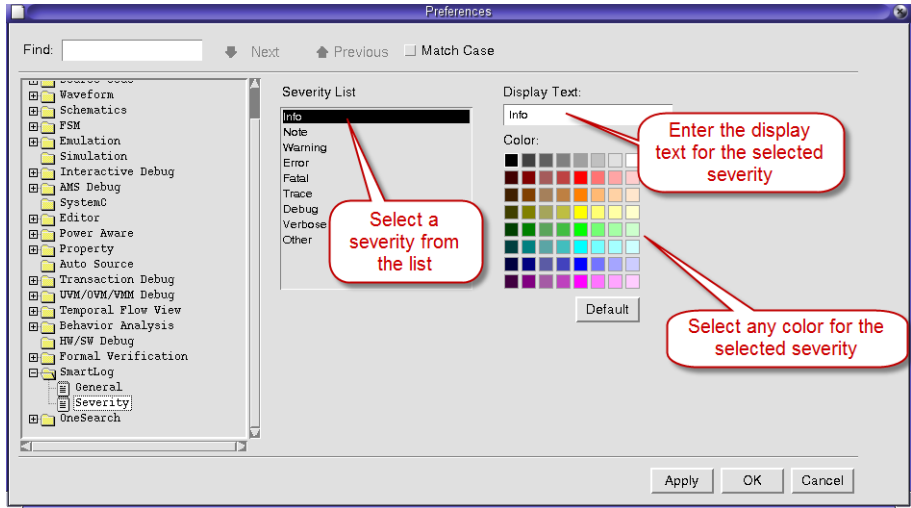 Preferences
Find:
Next
Previous
Match Case
Source Code
Waveform
Schematics
FSM
Emulation
Simulation
Interactive Debug
AMS Debug
SystemC
Editor
Power Aware
Property
Auto Source
Transaction Debug
UVM/OVM/VMM Debug
Temporal Flow View
Behavior Analysis
HW/SW Debug
Formal Verification
SmartLog
General
Severity
OneSearch
Severity List
Info
Note
Warning
Error
Fatal
Trace
Debug
Verbose
Other
Select a
severity from
the list
Display Text:
Info
Color:
Enter the display
text for the selected
severity
Default
Select any color for the
selected severity
Apply
OK
Cancel